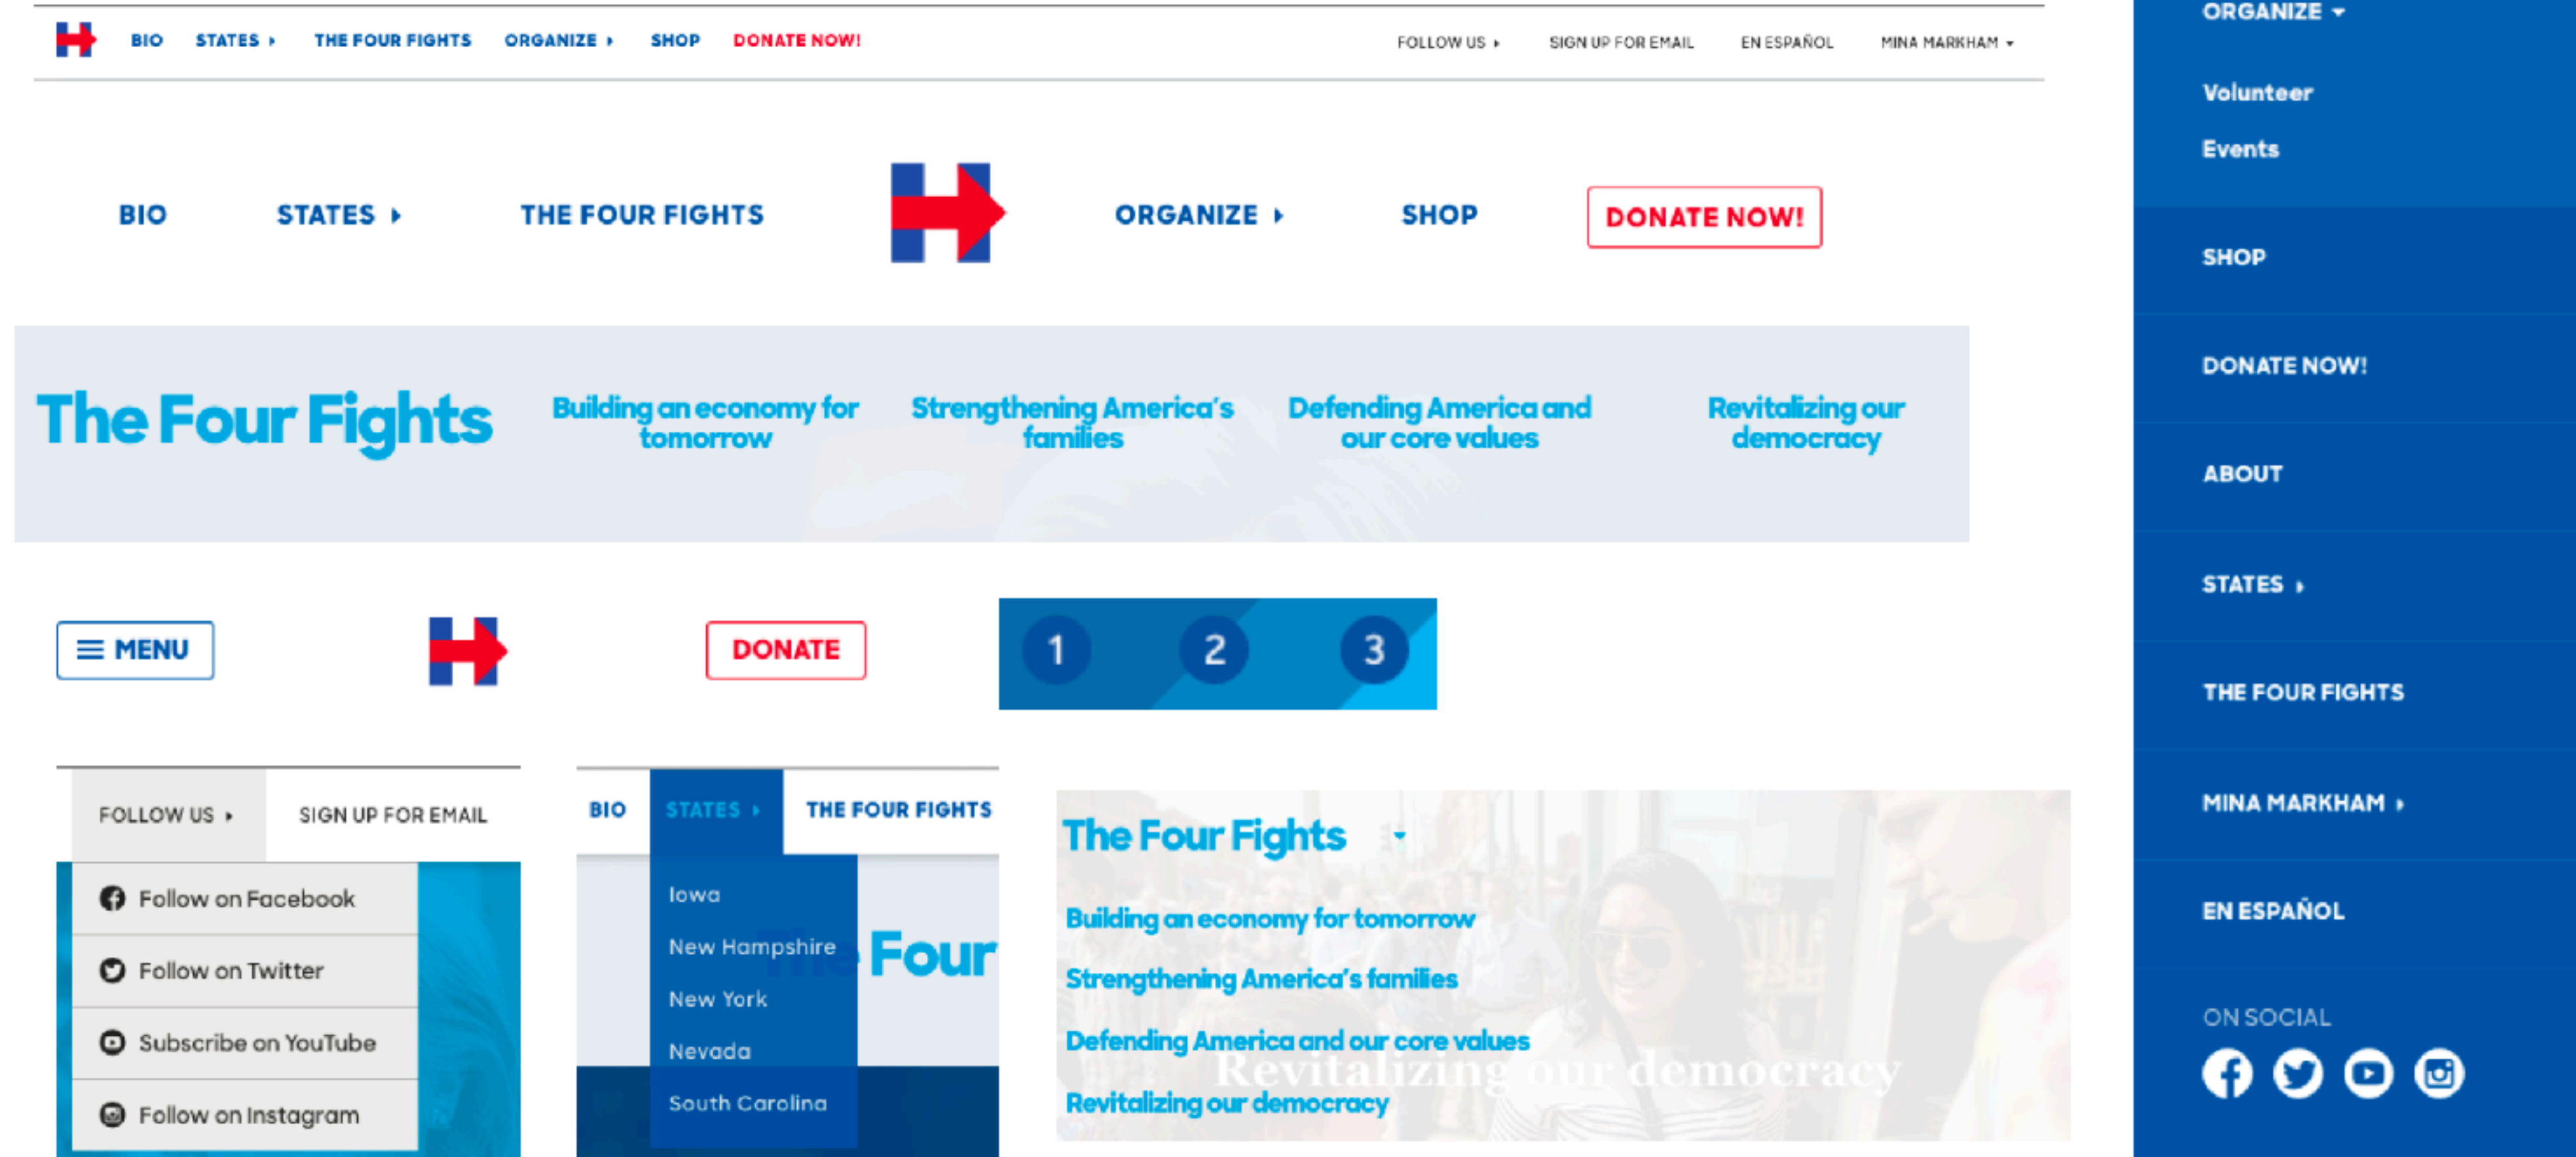 BIO STATES THE FOUR FIGHTS ORGANIZE SHOP DONATE NOW! FOLLOW US SIGN UP FOR EMAIL EN ESPAÑOL MINA MARKHAM
BIO STATES THE FOUR FIGHTS H ORGANIZE SHOP DONATE NOW!
The Four Fights
Building an economy for
tomorrow
Strengthening America's
families
Defending America and
our core values
Revitalizing our
democracy
MENU H DONATE
1 2 3
FOLLOW US SIGN UP FOR EMAIL
Follow on Facebook
Follow on Twitter
Subscribe on YouTube
Follow on Instagram
BIO STATES THE FOUR FIGHTS
Iowa
New Hampshire
New York
Nevada
South Carolina
The Four
The Four Fights
Building an economy for tomorrow
Strengthening America's families
Defending America and our core values
Revitalizing our democracy
Revitalizing our democracy
ORGANIZE
Volunteer
Events
SHOP
DONATE NOW!
ABOUT
STATES
THE FOUR FIGHTS
MINA MARKHAM
EN ESPAÑOL
ON SOCIAL